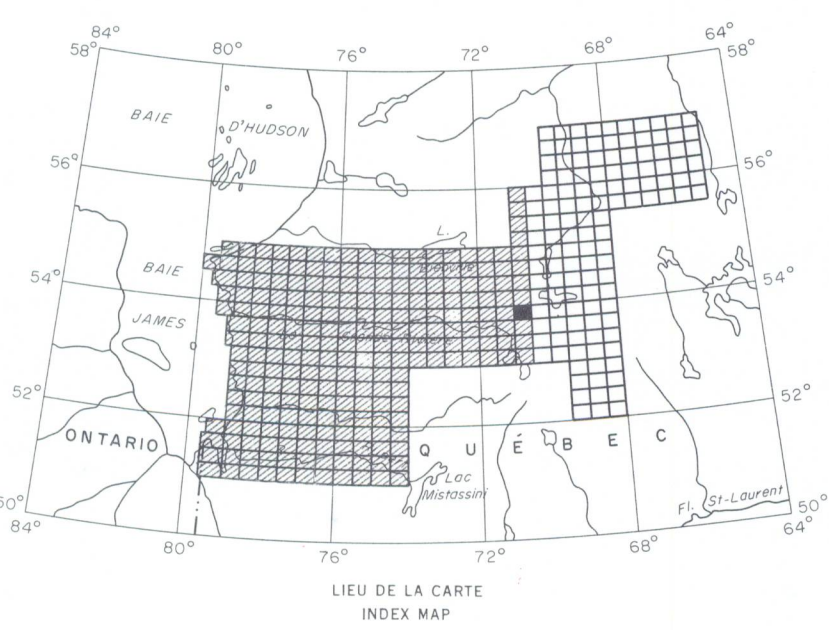 84° 80° 76° 72° 68° 64°
58° 58°
BAIE
D'HUDSON
56° 56°
L.
BAIE
54° 54°
JAMES
52° 52°
ONTARIO
QUÉBEC
Lac
Mistassini
Fl. St-Laurent
50° 50°
84° 80° 76° 72° 68° 64°
LIEU DE LA CARTE
INDEX MAP